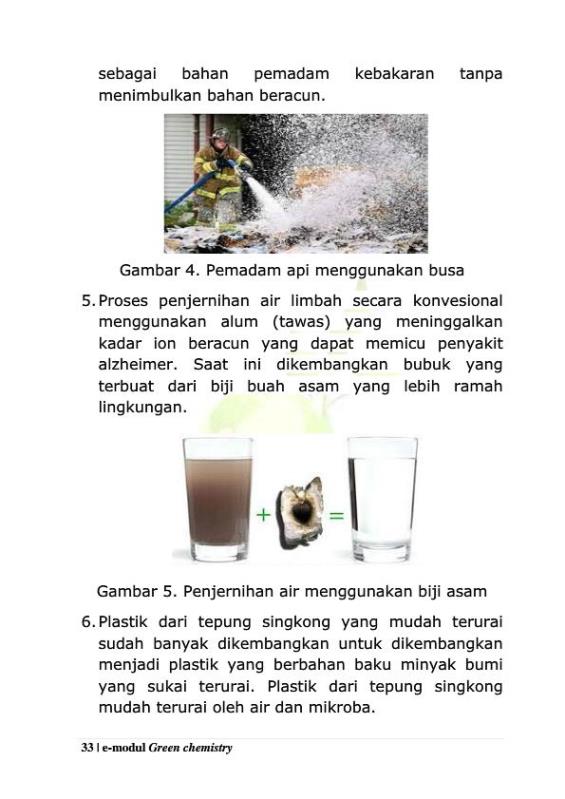 sebagai bahan pemadam kebakaran tanpa
menimbulkan bahan beracun.
Gambar 4. Pemadam api menggunakan busa
5. Proses penjernihan air limbah secara konvesional
menggunakan alum (tawas) yang meninggalkan
kadar ion beracun yang dapat memicu penyakit
alzheimer. Saat ini dikembangkan bubuk yang
terbuat dari biji buah asam yang lebih ramah
lingkungan.
+ =
Gambar 5. Penjernihan air menggunakan biji asam
6. Plastik dari tepung singkong yang mudah terurai
sudah banyak dikembangkan untuk dikembangkan
menjadi plastik yang berbahan baku minyak bumi
yang sukai terurai. Plastik dari tepung singkong
mudah terurai oleh air dan mikroba.
33 | e-modul Green chemistry